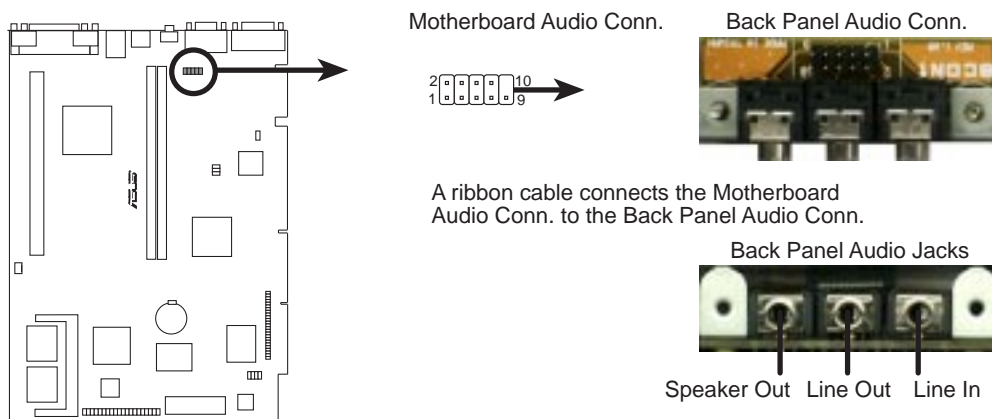 Motherboard Audio Conn.
Back Panel Audio Conn.
2 10
1 9
ASUS
A ribbon cable connects the Motherboard
Audio Conn. to the Back Panel Audio Conn.
Back Panel Audio Jacks
Speaker Out Line Out Line In